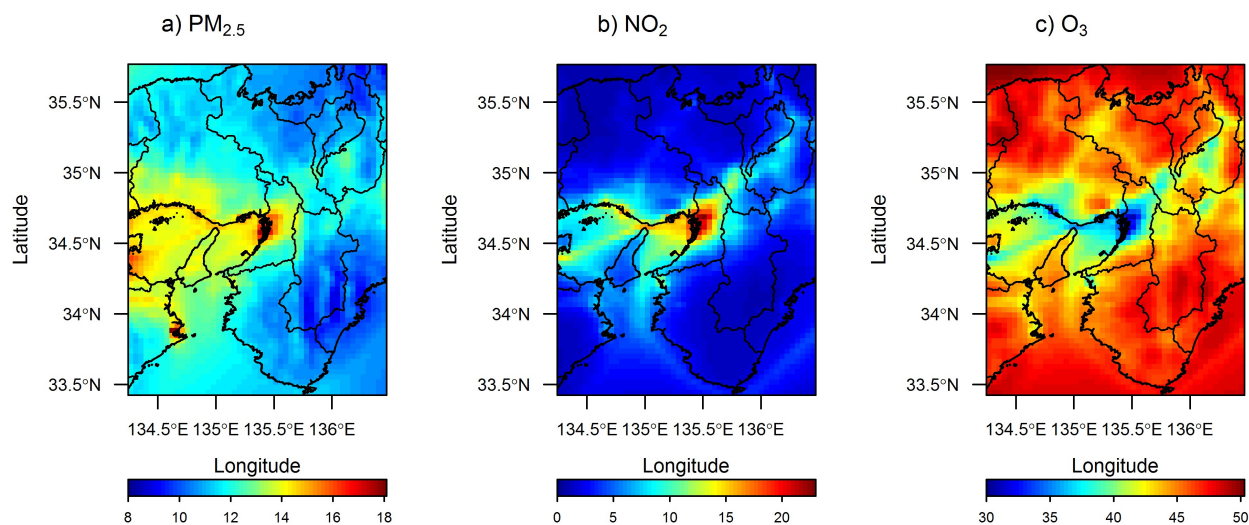 a) PM2.5
b) NO2
c) O3
Latitude
35.5°N
35°N
34.5°N
34°N
33.5°N
134.5°E 135°E 135.5°E 136°E
Longitude
8 10 12 14 16 18
Latitude
35.5°N
35°N
34.5°N
34°N
33.5°N
134.5°E 135°E 135.5°E 136°E
Longitude
0 5 10 15 20
Latitude
35.5°N
35°N
34.5°N
34°N
33.5°N
134.5°E 135°E 135.5°E 136°E
Longitude
30 35 40 45 50